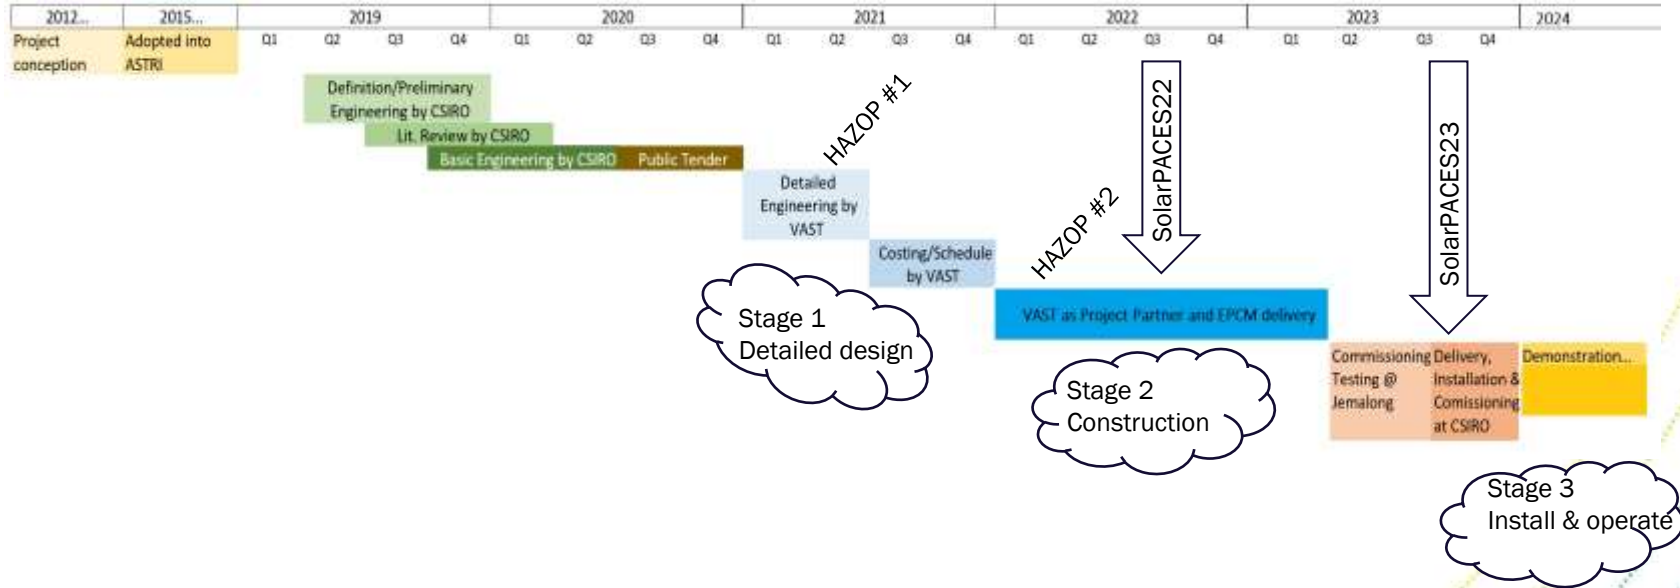 2012...
2015...
2019
2020
2021
2022
2023
2024
Project
conception
Adopted into
ASTRI
Q1 Q2 Q3 Q4 Q1 Q2 Q3 Q4 Q1 Q2 Q3 Q4 Q1 Q2 Q3 Q4 Q1 Q2 Q3 Q4
Definition/Preliminary
Engineering by CSIRO
Lit. Review by CSIRO
Basic Engineering by CSIRO
Public Tender
HAZOP #1
Detailed
Engineering by
VAST
Costing/Schedule
by VAST
HAZOP #2
SolarPACES22
SolarPACES23
VAST as Project Partner and EPCM delivery
Stage 1
Detailed design
Stage 2
Construction
Commissioning
Testing @
Jemalong
Delivery,
Installation &
Comissioning
at CSIRO
Demonstration...
Stage 3
Install & operate